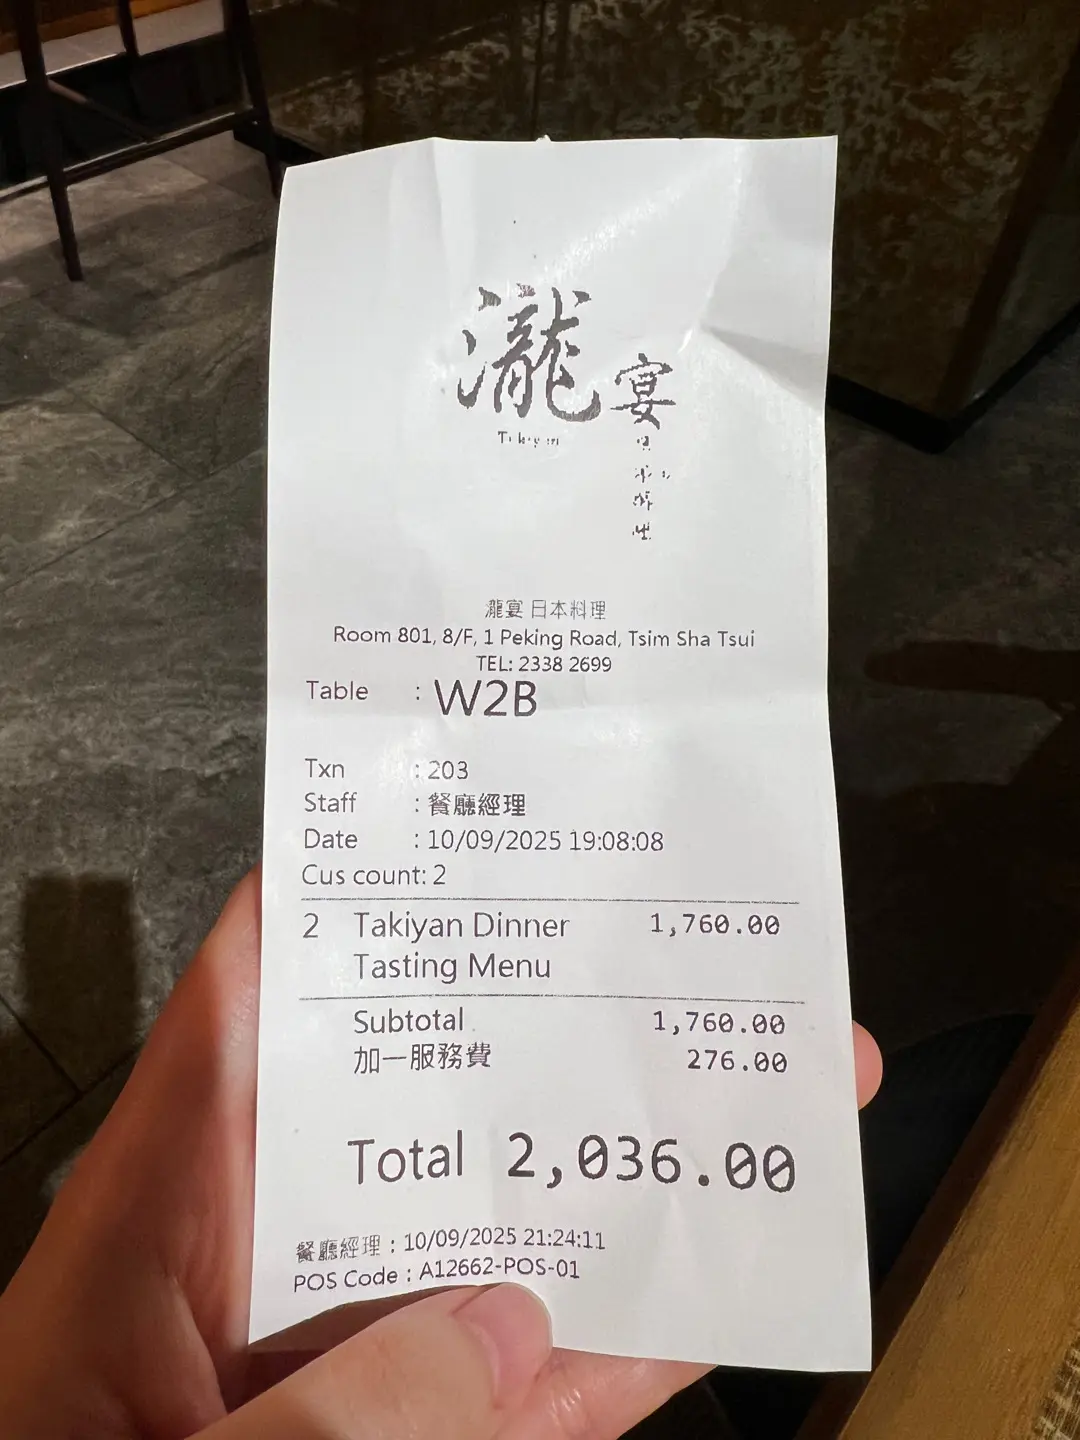 瀧宴
瀧宴 日本料理
Room 801, 8/F, 1 Peking Road, Tsim Sha Tsui
TEL: 2338 2699
Table : W2B
Txn : 203
Staff : 餐廳經理
Date : 10/09/2025 19:08:08
Cus count: 2
2 Takiyan Dinner 1,760.00
Tasting Menu
Subtotal 1,760.00
加一服務費 276.00
Total 2,036.00
餐廳經理 : 10/09/2025 21:24:11
POS Code : A12662-POS-01